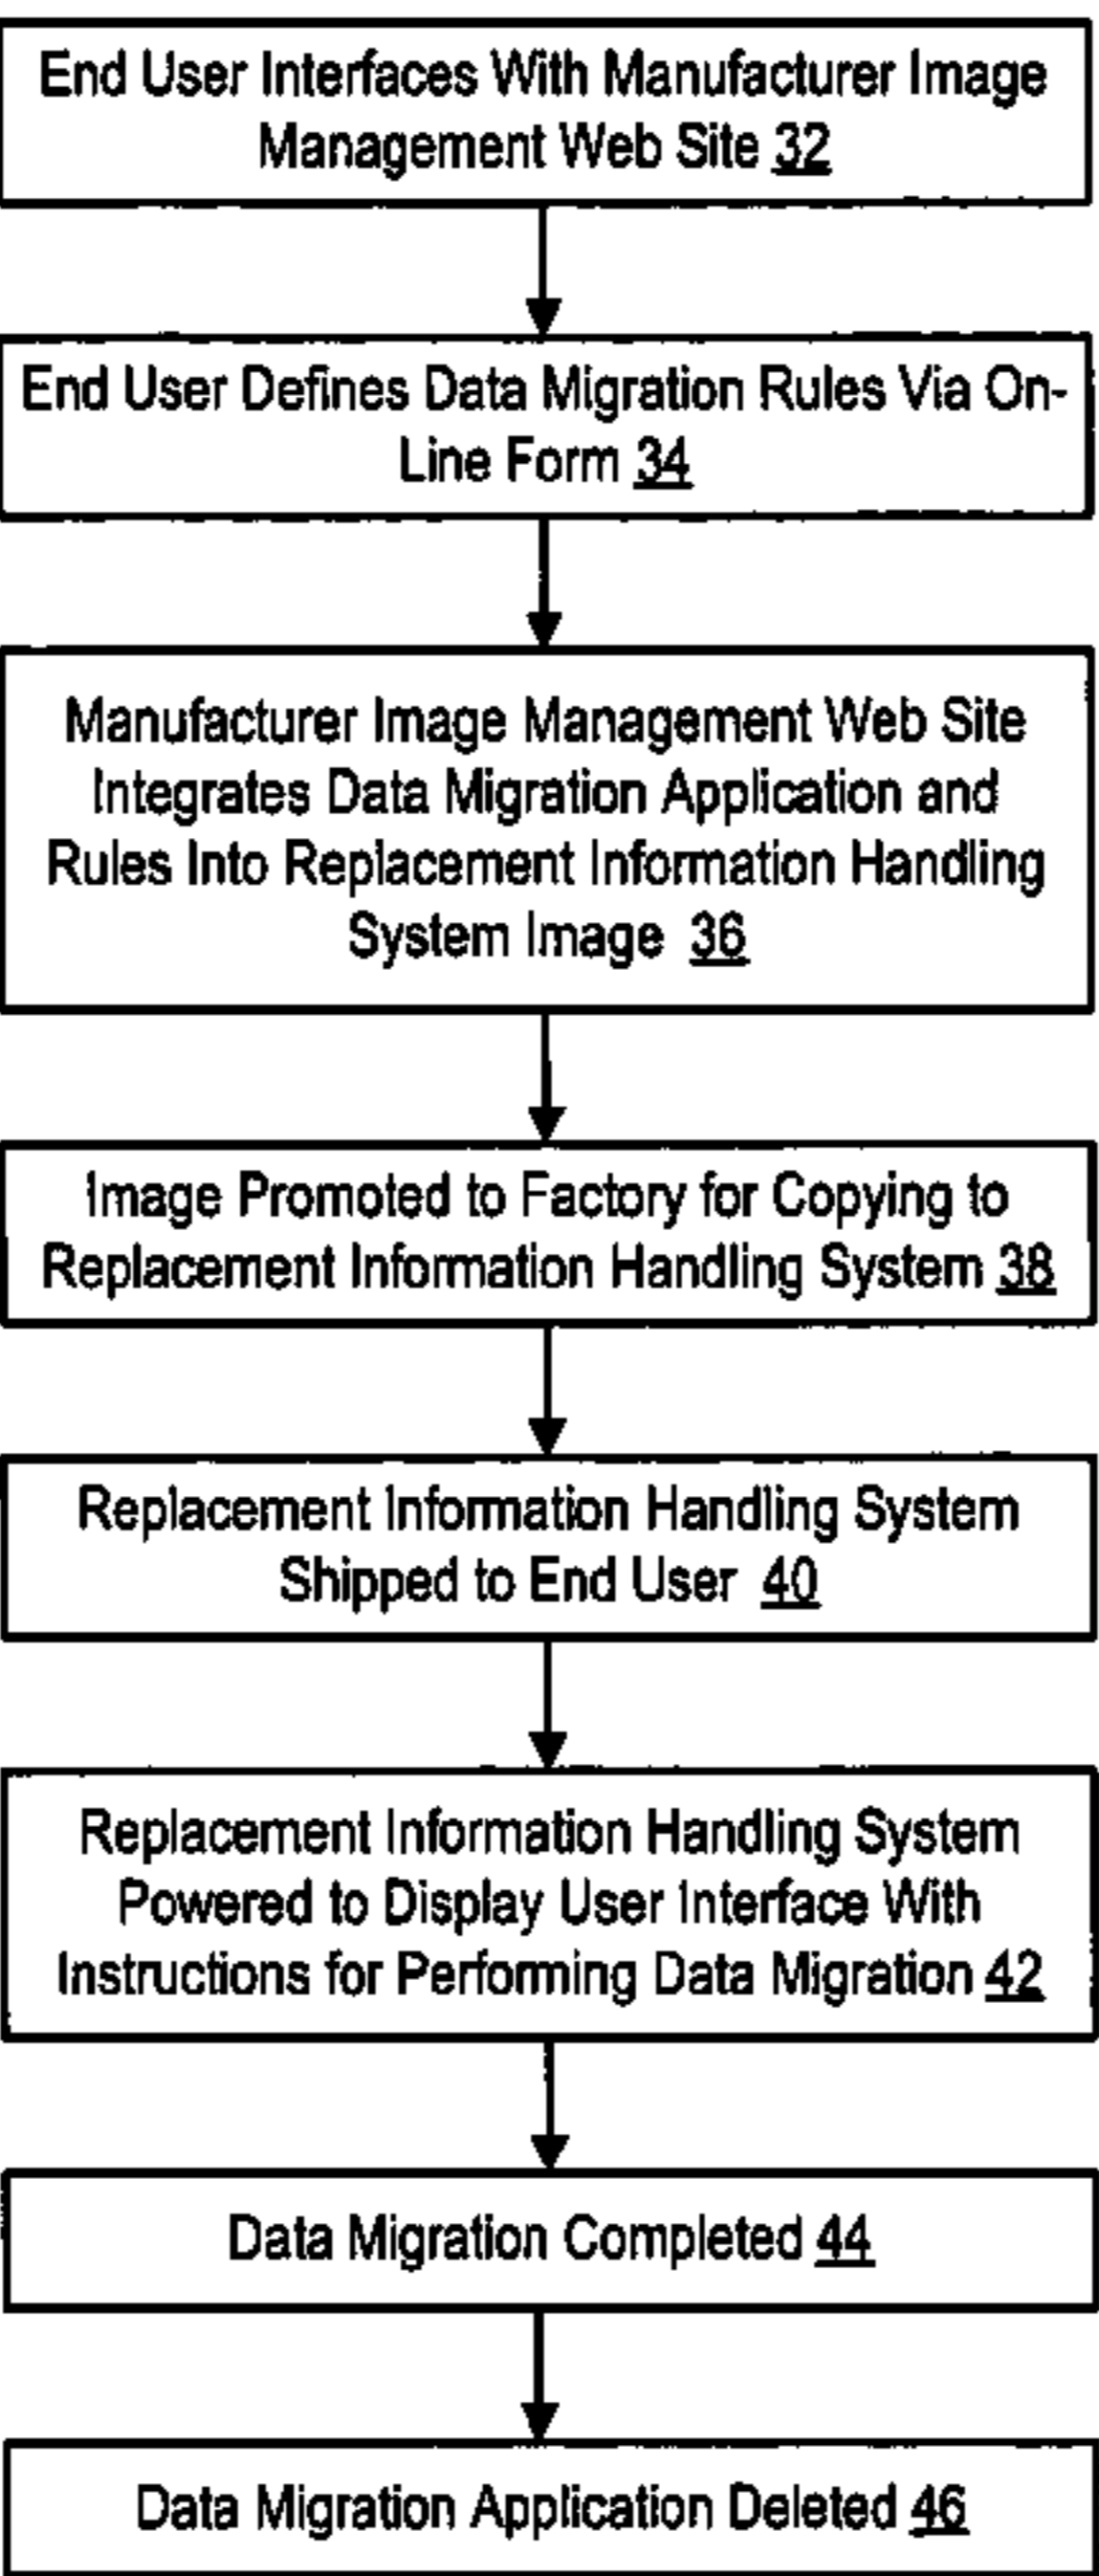 End User Interfaces With Manufacturer Image
Management Web Site 32
End User Defines Data Migration Rules Via On-
Line Form 34
Manufacturer Image Management Web Site
Integrates Data Migration Application and
Rules Into Replacement Information Handling
System Image 36
Image Promoted to Factory for Copying to
Replacement Information Handling System 38
Replacement Information Handling System
Shipped to End User 40
Replacement Information Handling System
Powered to Display User Interface With
Instructions for Performing Data Migration 42
Data Migration Completed 44
Data Migration Application Deleted 46